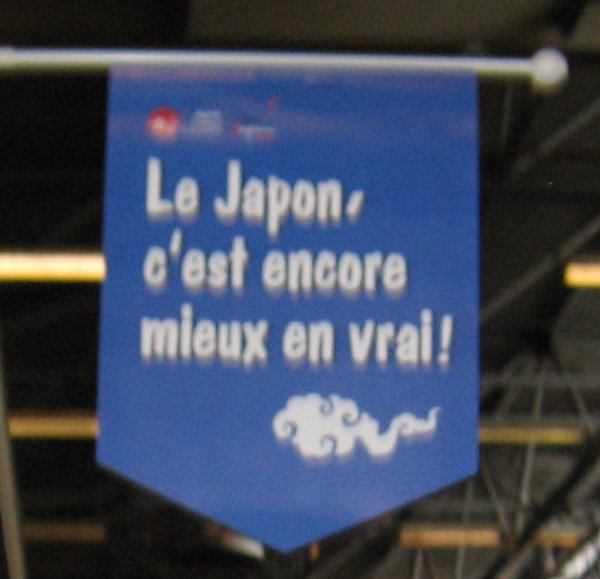 Le Japon,
c'est encore
mieux en vrai!